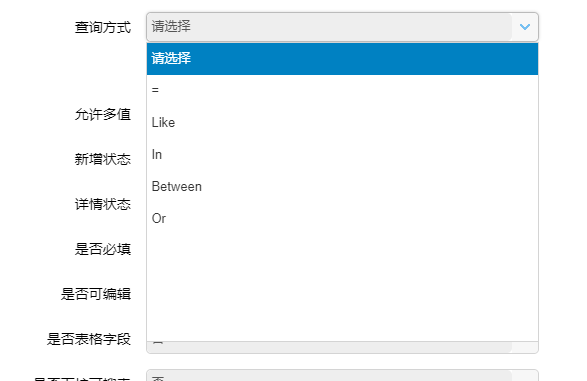 查询方式 请选择
请选择
=
允许多值
Like
新增状态
In
Between
详情状态
Or
是否必填
是否可编辑
是否表格字段